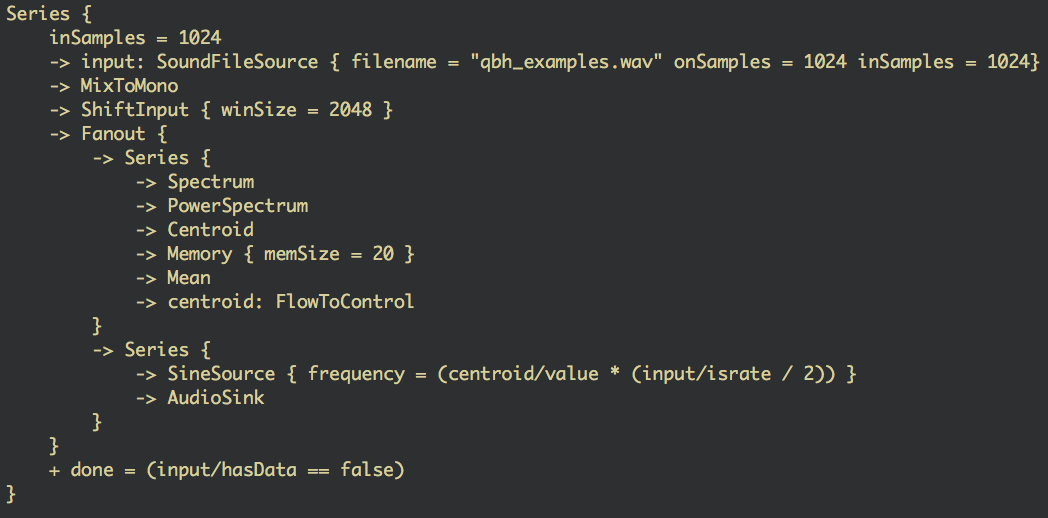 Series {
    inSamples = 1024
    -> input: SoundFileSource { filename = "qbh_examples.wav" onSamples = 1024 inSamples = 1024}
    -> MixToMono
    -> ShiftInput { winSize = 2048 }
    -> Fanout {
        -> Series {
            -> Spectrum
            -> PowerSpectrum
            -> Centroid
            -> Memory { memSize = 20 }
            -> Mean
            -> centroid: FlowToControl
        }
        -> Series {
            -> SineSource { frequency = (centroid/value * (input/israte / 2)) }
            -> AudioSink
        }
    }
    + done = (input/hasData == false)
}